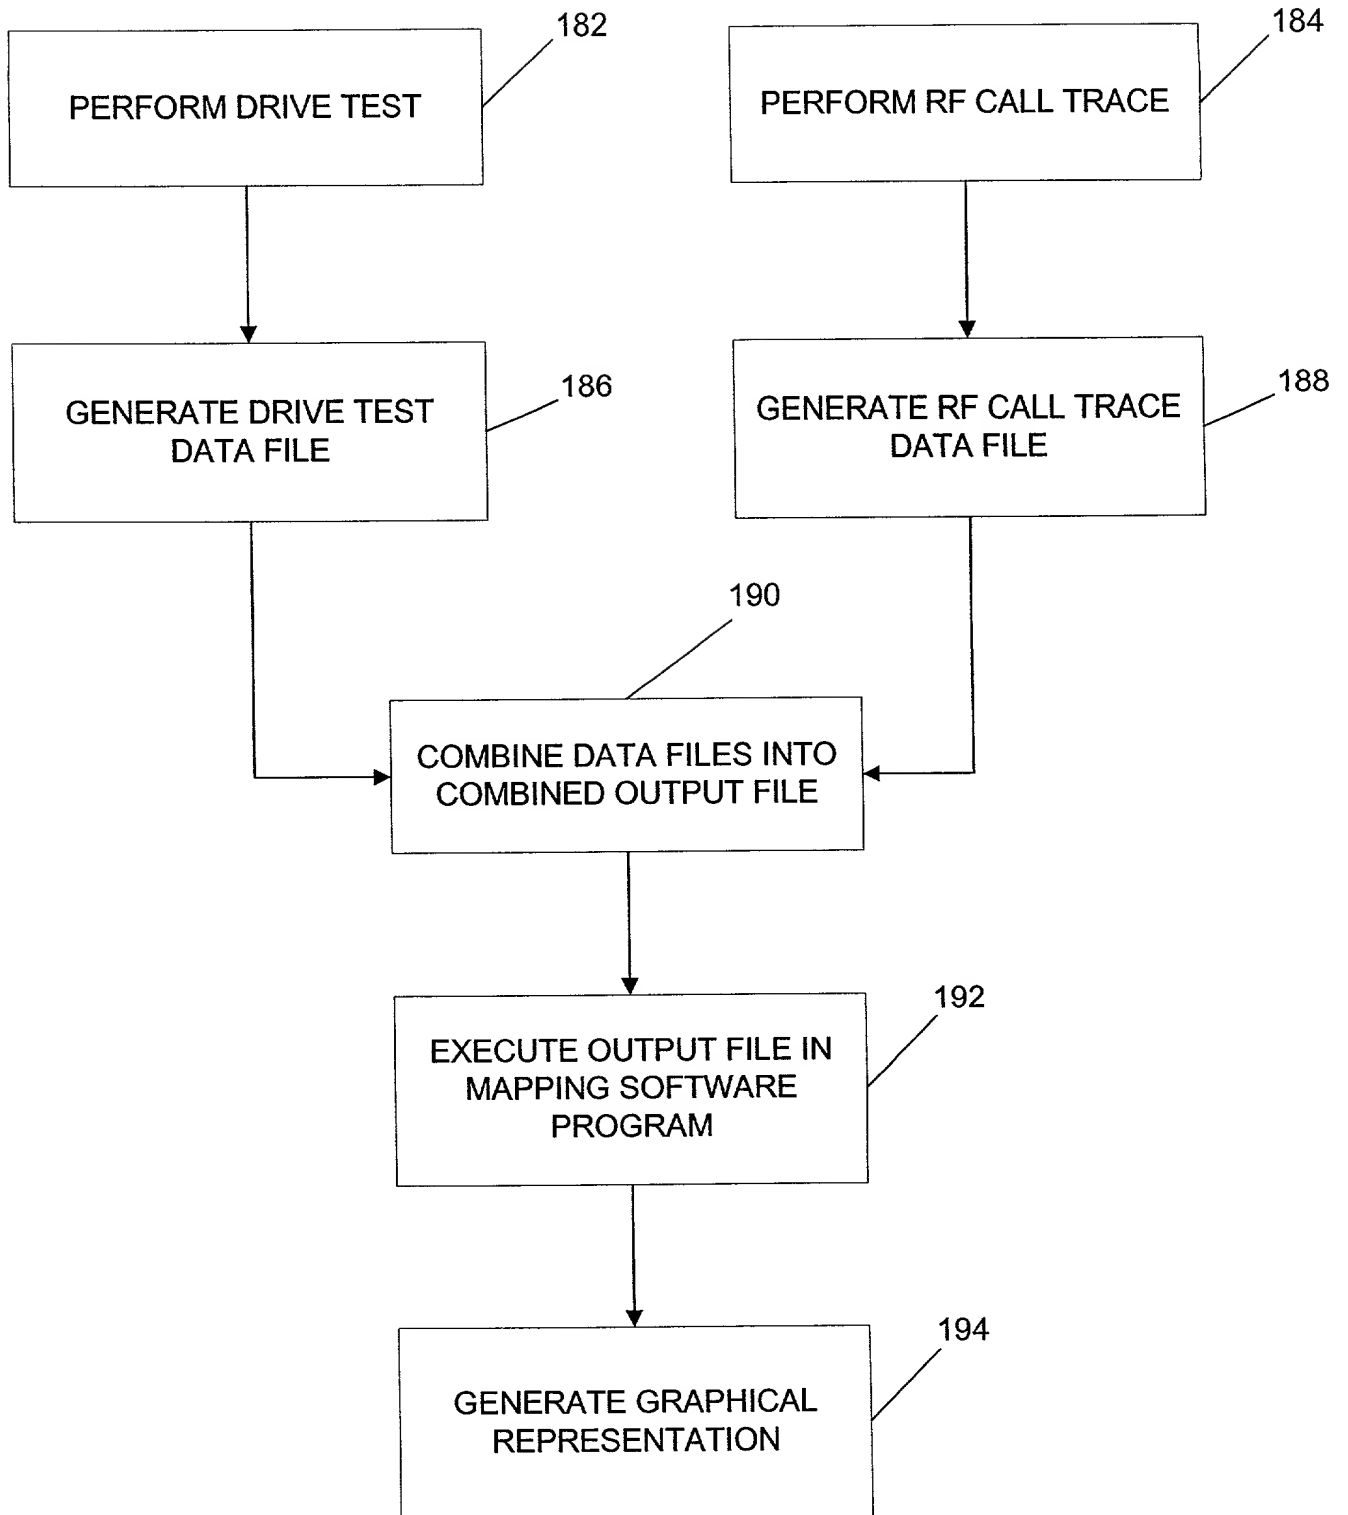 182
PERFORM DRIVE TEST
184
PERFORM RF CALL TRACE
186
GENERATE DRIVE TEST
DATA FILE
188
GENERATE RF CALL TRACE
DATA FILE
190
COMBINE DATA FILES INTO
COMBINED OUTPUT FILE
192
EXECUTE OUTPUT FILE IN
MAPPING SOFTWARE
PROGRAM
194
GENERATE GRAPHICAL
REPRESENTATION